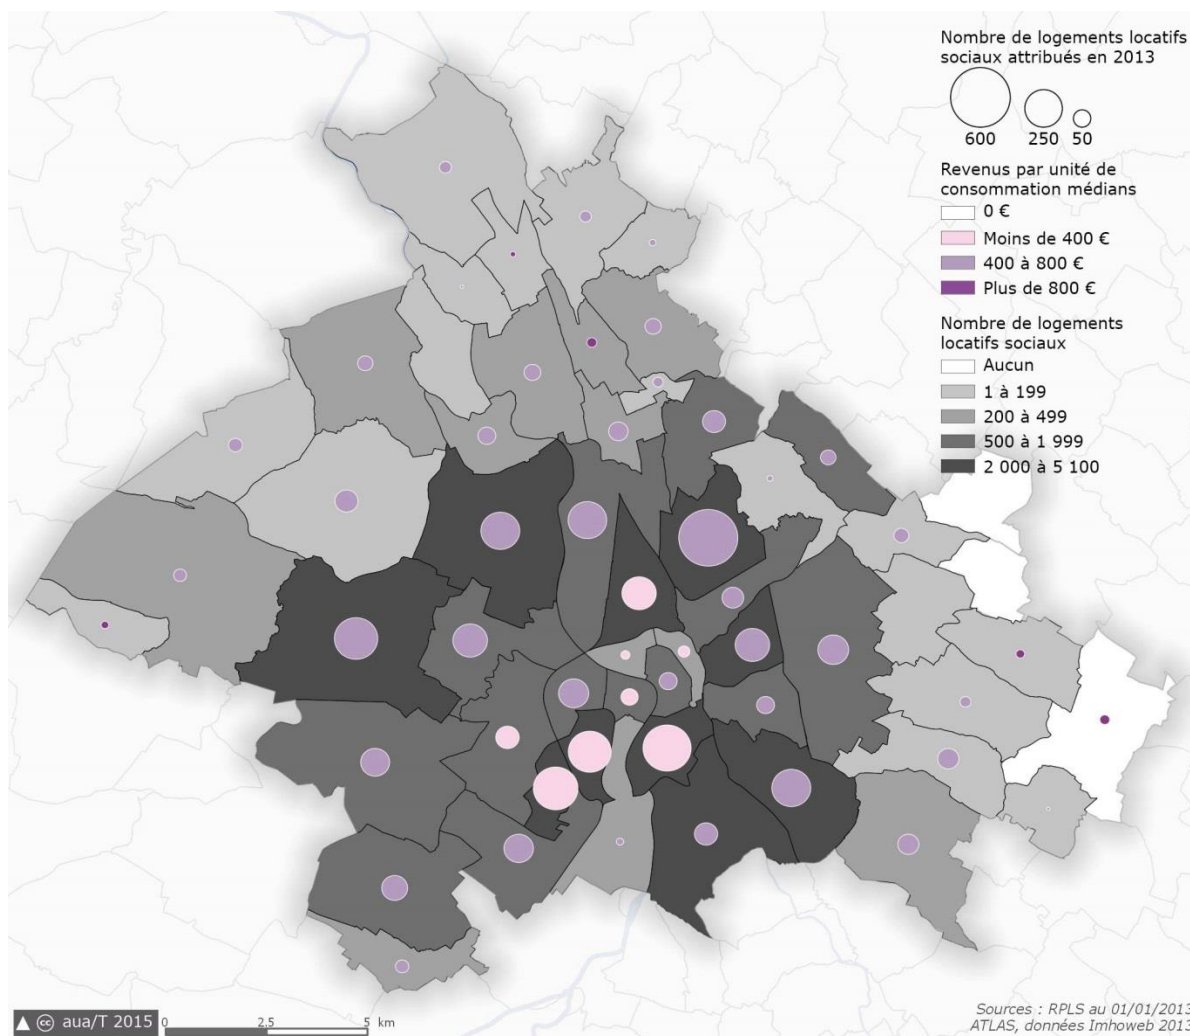 Nombre de logements locatifs
sociaux attribués en 2013
600 250 50
Revenus par unité de
consommation médians
0 €
Moins de 400 €
400 à 800 €
Plus de 800 €
Nombre de logements
locatifs sociaux
Aucun
1 à 199
200 à 499
500 à 1 999
2 000 à 5 100
cc aua/T 2015
0 2,5 5 km
Sources : RPLS au 01/01/2013
ATLAS, données Imhoweb 2013